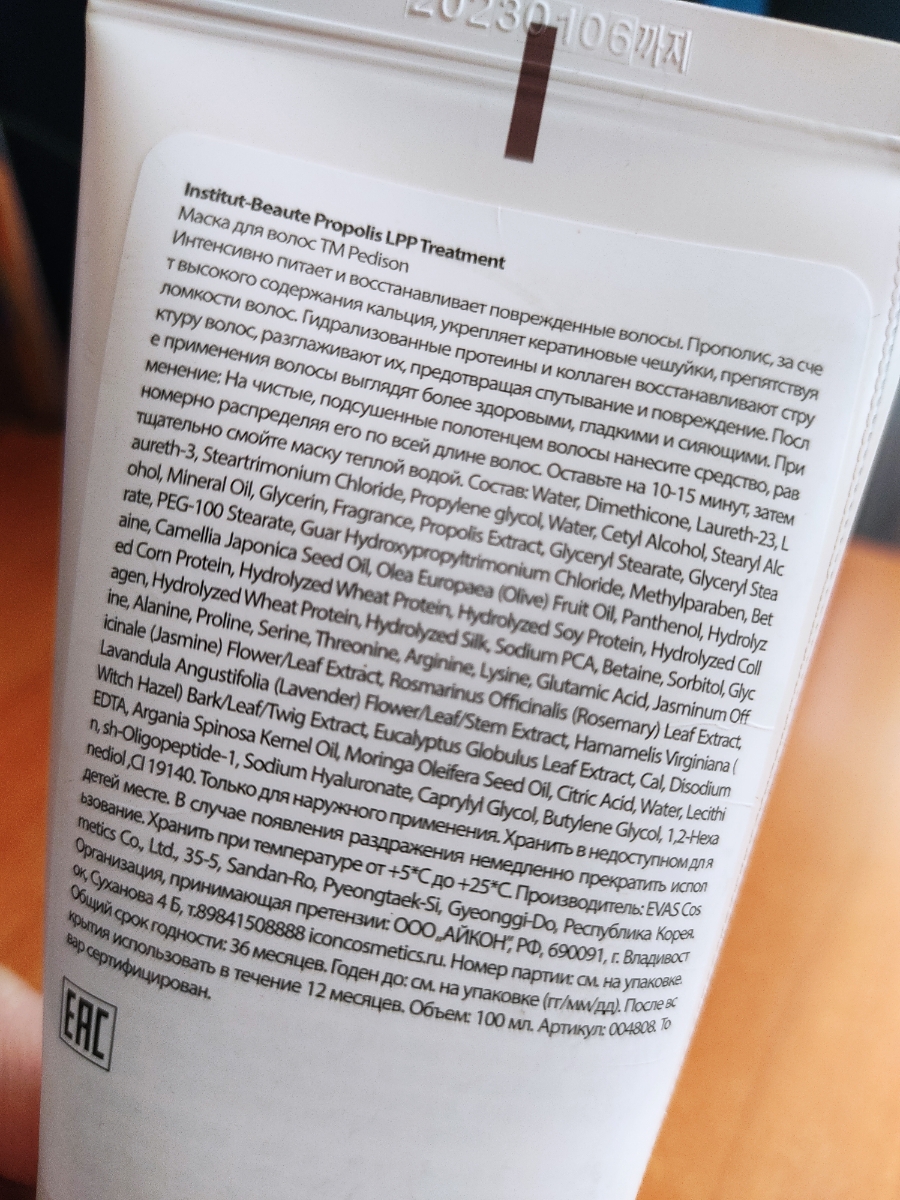 20230106까지
Institut-Beaute Propolis LPP Treatment
Маска для волос ТМ Pedison
Интенсивно питает и восстанавливает поврежденные волосы. Прополис, за сче
т высокого содержания кальция, укрепляет кератиновые чешуйки, препятствуя
ломкости волос. Гидрализованные протеины и коллаген восстанавливают стру
ктуру волос, разглаживают их, предотвращая спутывание и повреждение. Посл
е применения волосы выглядят более здоровыми, гладкими и сияющими. При
менение: На чистые, подсушенные полотенцем волосы нанесите средство, рав
номерно распределяя его по всей длине волос. Оставьте на 10-15 минут, затем
тщательно смойте маску теплой водой. Состав: Water, Dimethicone, Laureth-23, L
aureth-3, Steartrimonium Chloride, Propylene glycol, Water, Cetyl Alcohol, Stearyl Alc
ohol, Mineral Oil, Glycerin, Fragrance, Propolis Extract, Glyceryl Stearate, Glyceryl Stea
rate, PEG-100 Stearate, Guar Hydroxypropyltrimonium Chloride, Methylparaben, Bet
aine, Camellia Japonica Seed Oil, Olea Europaea (Olive) Fruit Oil, Panthenol, Hydrolyz
ed Corn Protein, Hydrolyzed Wheat Protein, Hydrolyzed Soy Protein, Hydrolyzed Coll
agen, Hydrolyzed Wheat Protein, Hydrolyzed Silk, Sodium PCA, Betaine, Sorbitol, Glyc
ine, Alanine, Proline, Serine, Threonine, Arginine, Lysine, Glutamic Acid, Jasminum Off
icinale (Jasmine) Flower/Leaf Extract, Rosmarinus Officinalis (Rosemary) Leaf Extract,
Lavandula Angustifolia (Lavender) Flower/Leaf/Stem Extract, Hamamelis Virginiana (
Witch Hazel) Bark/Leaf/Twig Extract, Eucalyptus Globulus Leaf Extract, Cal, Disodium
EDTA, Argania Spinosa Kernel Oil, Moringa Oleifera Seed Oil, Citric Acid, Water, Lecithi
n, sh-Oligopeptide-1, Sodium Hyaluronate, Caprylyl Glycol, Butylene Glycol, 1,2-Hexa
nediol ,CI 19140. Только для наружного применения. Хранить в недоступном для
детей месте. В случае появления раздражения немедленно прекратить испол
ьзование. Хранить при температуре от +5*С до +25*С. Производитель: EVAS Cos
metics Co., Ltd., 35-5, Sandan-Ro, Pyeongtaek-Si, Gyeonggi-Do, Республика Корея.
Организация, принимающая претензии: ООО „АЙКОН", РФ, 690091, г. Владивост
ок, Суханова 4 Б, т.89841508888 iconcosmetics.ru. Номер партии: см. на упаковке.
Общий срок годности: 36 месяцев. Годен до: см. на упаковке (гг/мм/дд). После вс
крытия использовать в течение 12 месяцев. Объем: 100 мл. Артикул: 004808. То
вар сертифицирован.
EAC